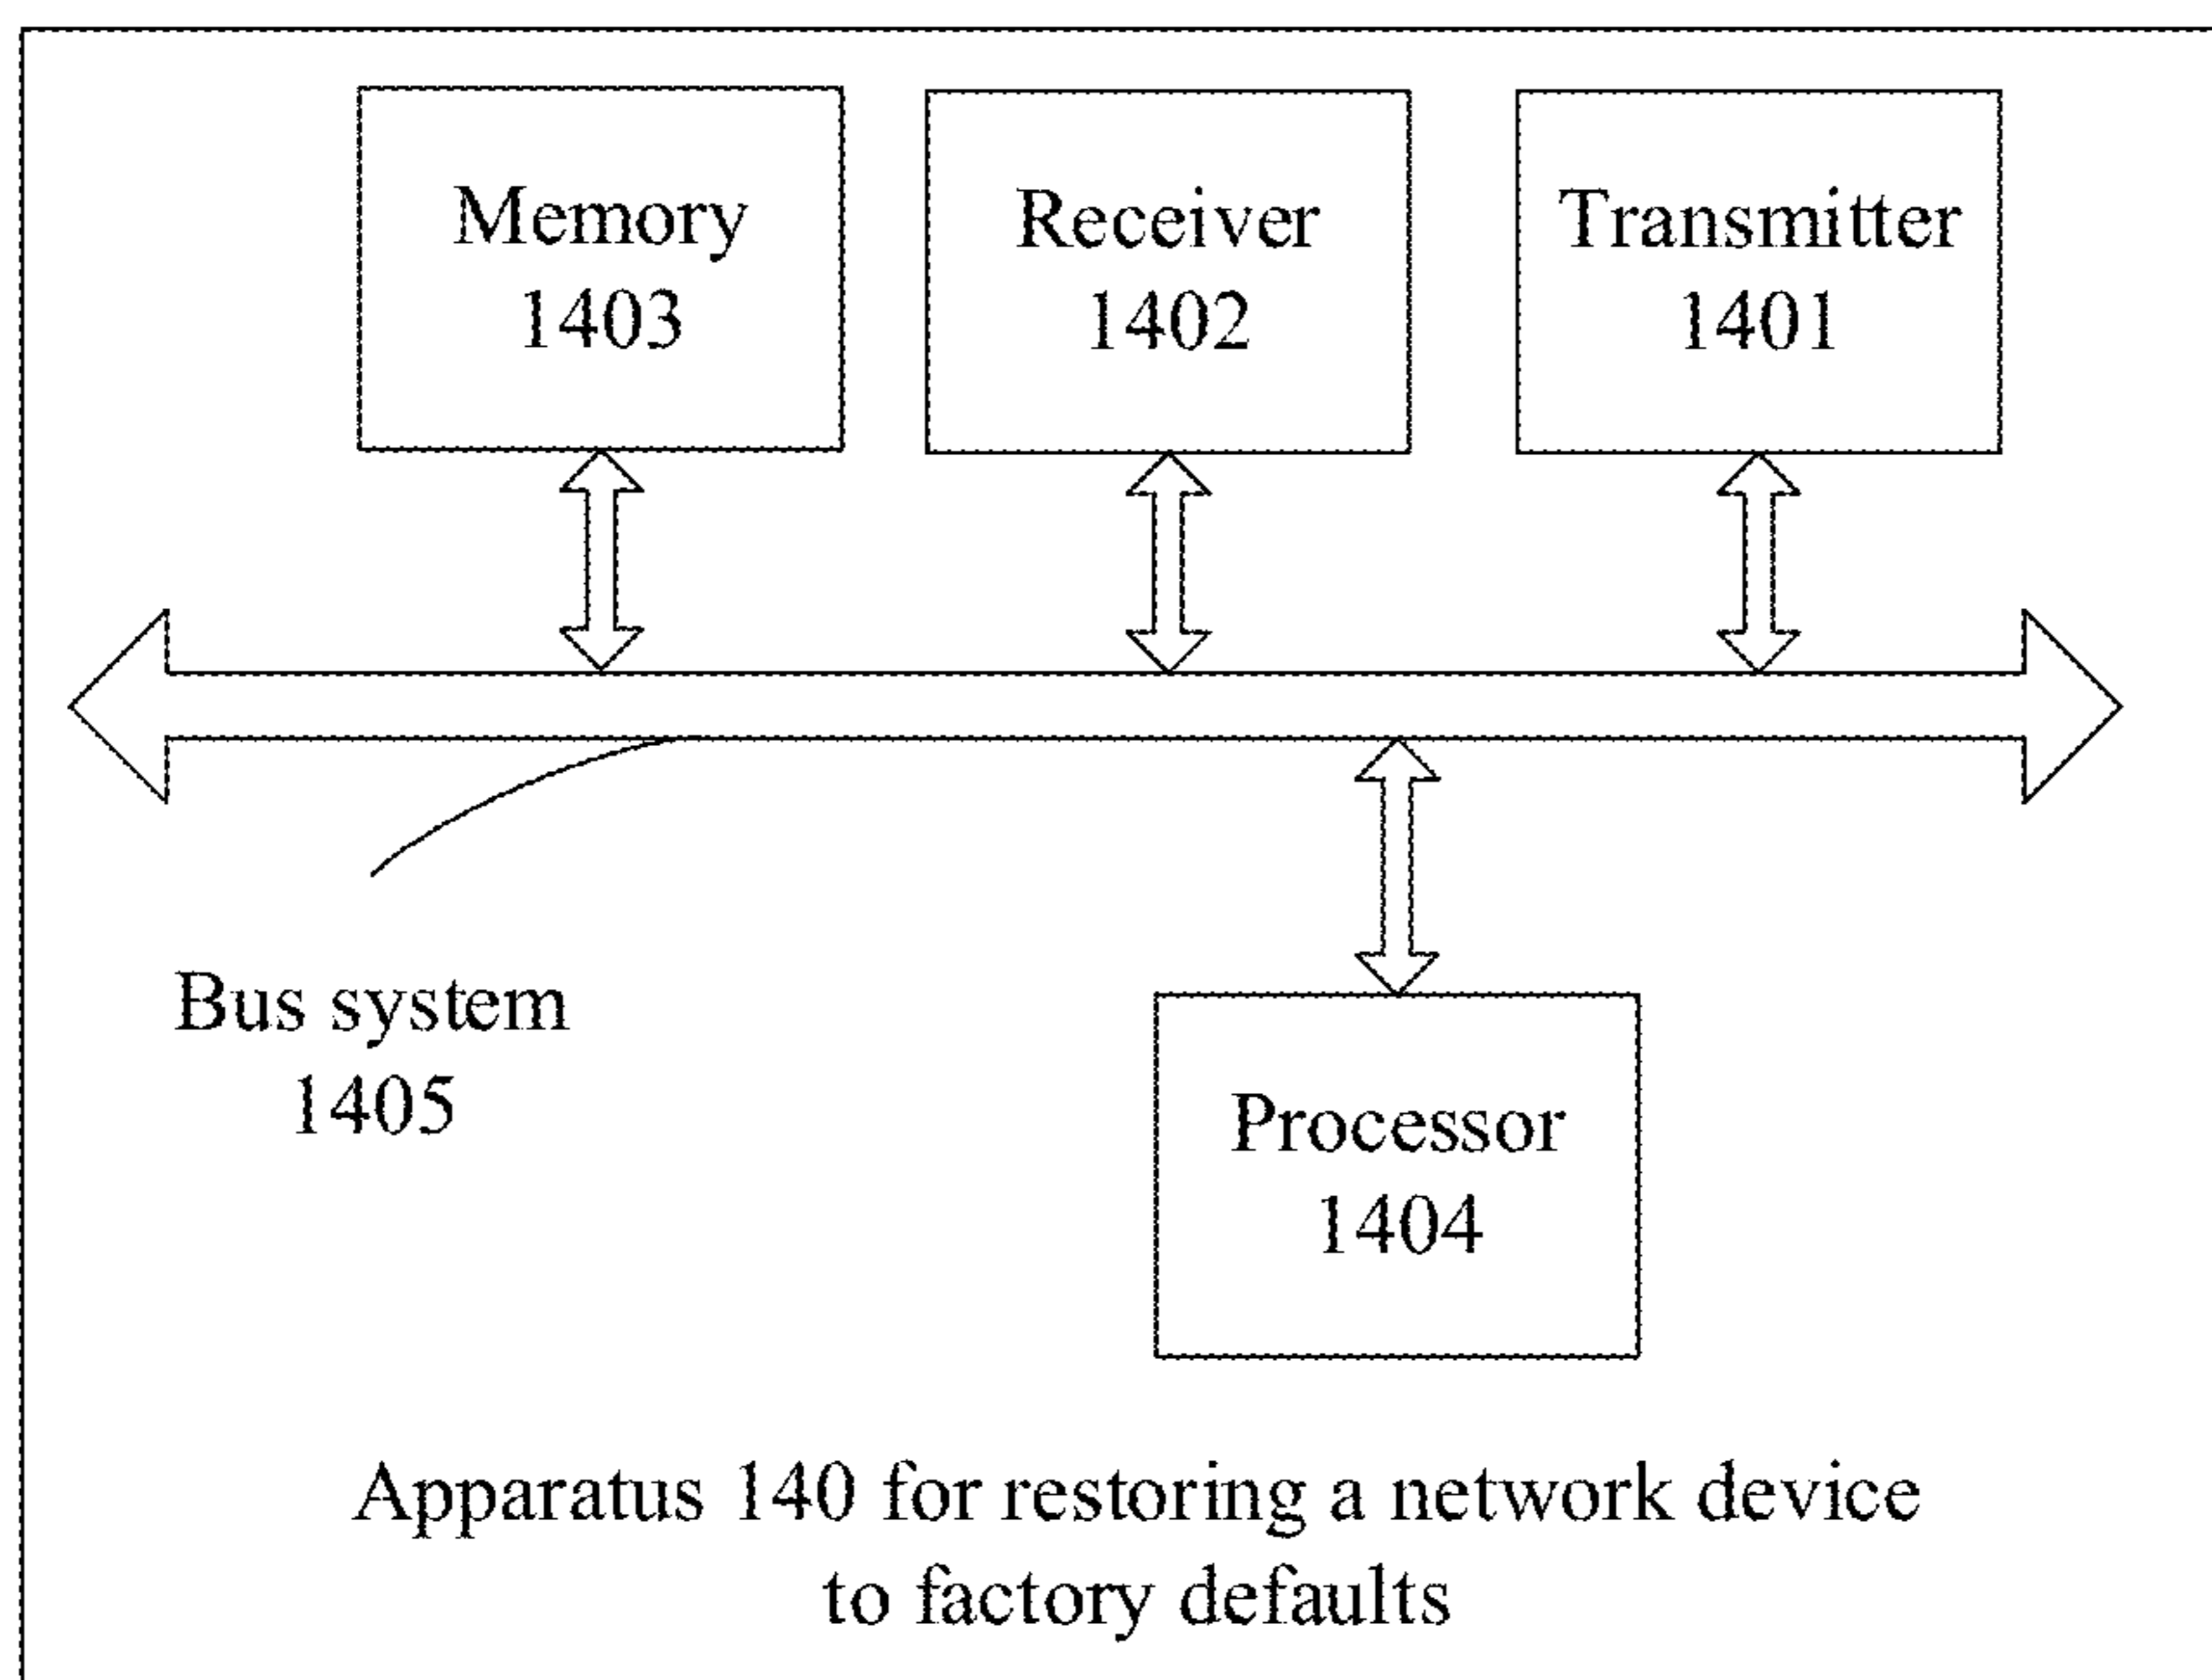 Memory
1403
Receiver
1402
Transmitter
1401
Bus system
1405
Processor
1404
Apparatus 140 for restoring a network device
to factory defaults